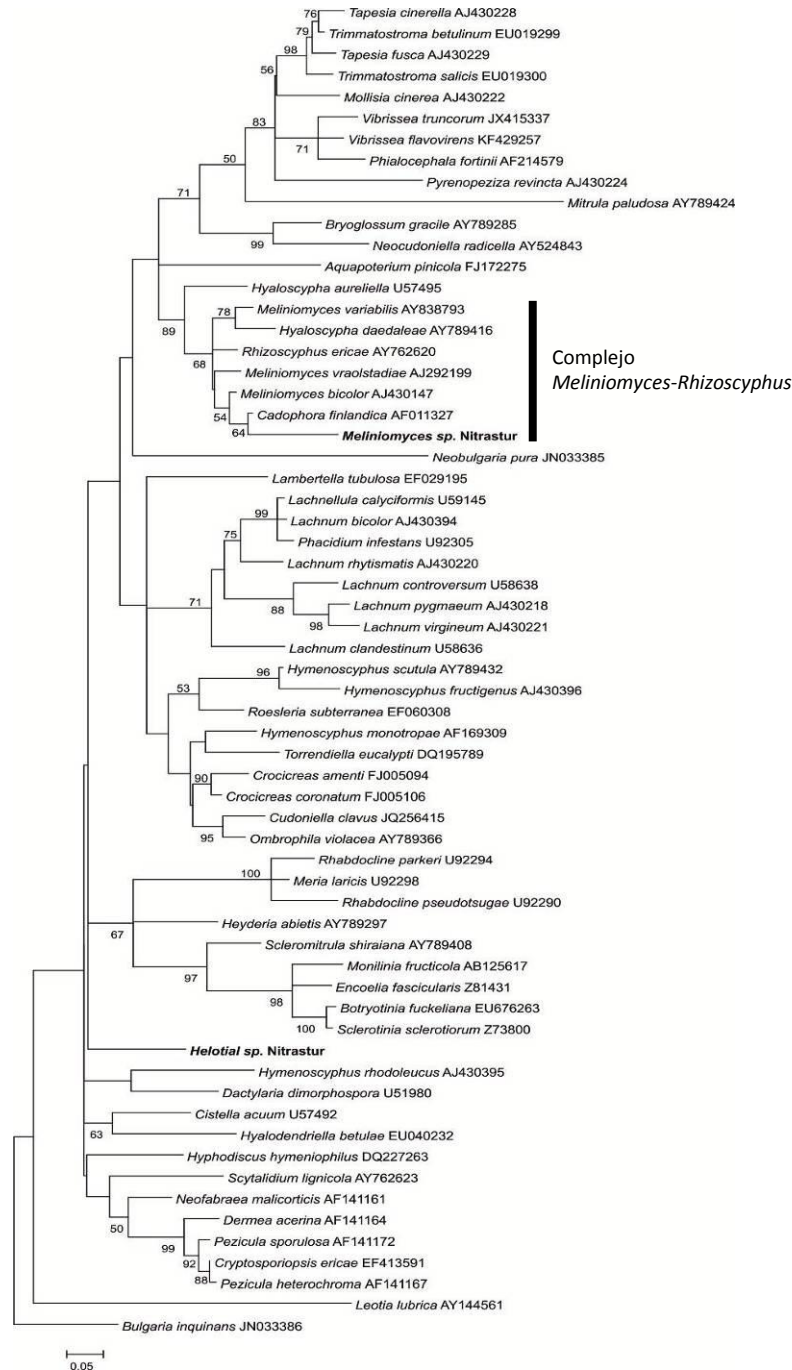 76
Tapesia cinerella AJ430228
79
Trimmatostroma betulinum EU019299
98
Tapesia fusca AJ430229
56
Trimmatostroma salicis EU019300
Mollisia cinerea AJ430222
83
Vibrissea truncorum JX415337
Vibrissea flavovirens KF429257
71
Phialocephala fortinii AF214579
50
Pyrenopeziza revincta AJ430224
71
Mitrula paludosa AY789424
Bryoglossum gracile AY789285
99
Neocudoniella radicella AY524843
Aquapoterium pinicola FJ172275
Hyaloscypha aureliella U57495
89
78
Meliniomyces variabilis AY838793
Hyaloscypha daedaleae AY789416
68
Rhizoscyphus ericae AY762620
Meliniomyces vraolstadiae AJ292199
Meliniomyces bicolor AJ430147
54
Cadophora finlandica AF011327
64
Meliniomyces sp. Nitrastur
Complejo
Meliniomyces-Rhizoscyphus
Neobulgaria pura JN033385
Lambertella tubulosa EF029195
Lachnellula calyciformis U59145
99
Lachnum bicolor AJ430394
75
Phacidium infestans U92305
Lachnum rhytismatis AJ430220
Lachnum controversum U58638
71
88
Lachnum pygmaeum AJ430218
98
Lachnum virgineum AJ430221
Lachnum clandestinum U58636
96
Hymenoscyphus scutula AY789432
53
Hymenoscyphus fructigenus AJ430396
Roesleria subterranea EF060308
Hymenoscyphus monotropae AF169309
Torrendiella eucalypti DQ195789
90
Crocicreas amenti FJ005094
Crocicreas coronatum FJ005106
Cudoniella clavus JQ256415
95
Ombrophila violacea AY789366
Rhabdocline parkeri U92294
100
Meria laricis U92298
Rhabdocline pseudotsugae U92290
67
Heyderia abietis AY789297
Scleromitrula shiraiana AY789408
97
Monilinia fructicola AB125617
Encoelia fascicularis Z81431
98
Botryotinia fuckeliana EU676263
100
Sclerotinia sclerotiorum Z73800
Helotial sp. Nitrastur
Hymenoscyphus rhodoleucus AJ430395
Dactylaria dimorphospora U51980
Cistella acuum U57492
63
Hyalodendriella betulae EU040232
Hyphodiscus hymeniophilus DQ227263
Scytalidium lignicola AY762623
Neofabraea malicorticis AF141161
50
Dermea acerina AF141164
99
Pezicula sporulosa AF141172
92
Cryptosporiopsis ericae EF413591
88
Pezicula heterochroma AF141167
Leotia lubrica AY144561
Bulgaria inquinans JN033386
0.05